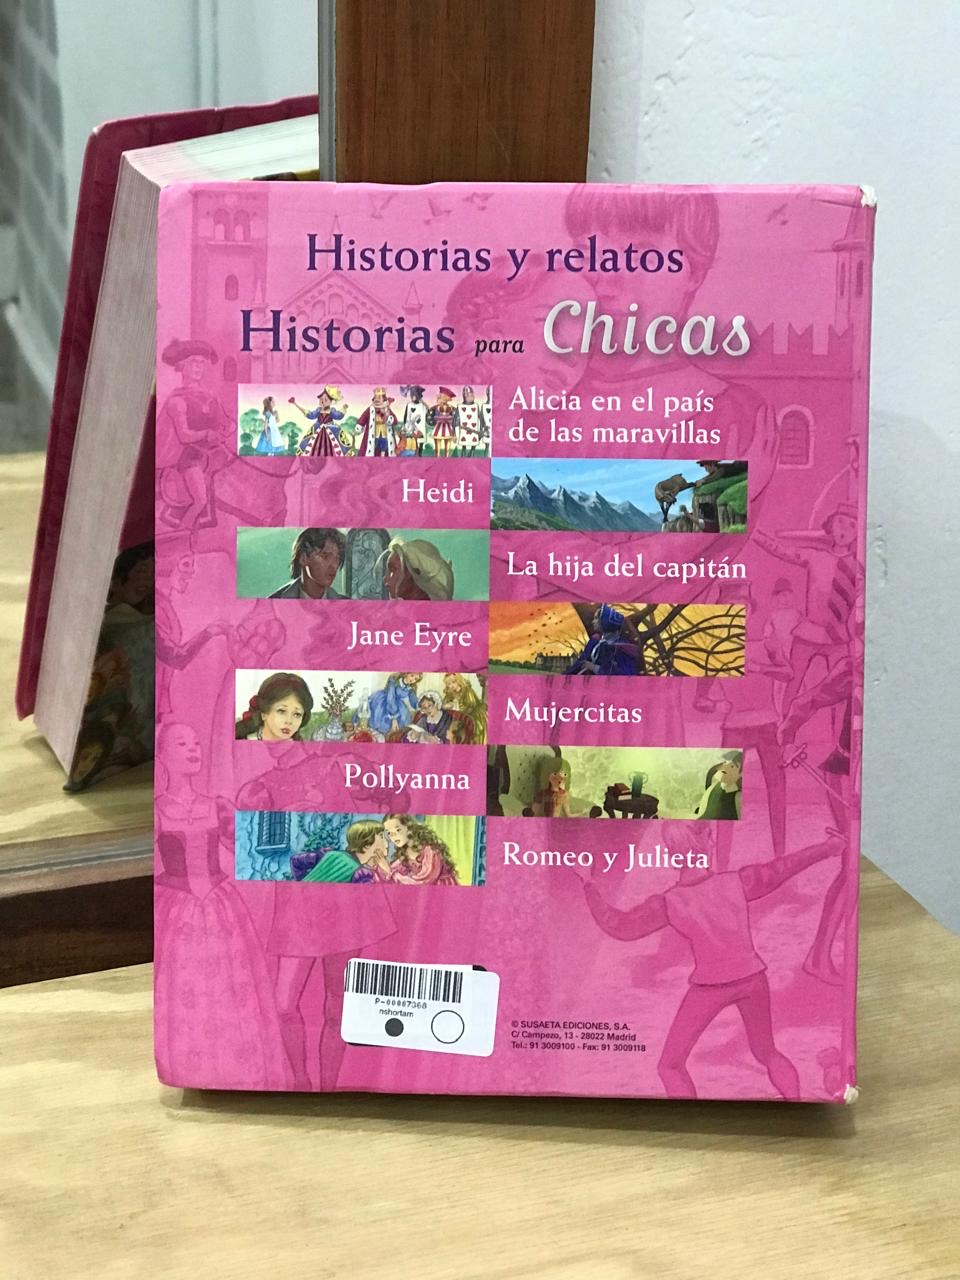 Historias y relatos
Historias para Chicas
Alicia en el país
de las maravillas
Heidi
La hija del capitán
Jane Eyre
Mujercitas
Pollyanna
Romeo y Julieta
P-00007368
nshortam
© SUSAETA EDICIONES, S.A.
C/ Campezo, 13 - 28022 Madrid
Tel.: 91 3009100 - Fax: 91 3009118